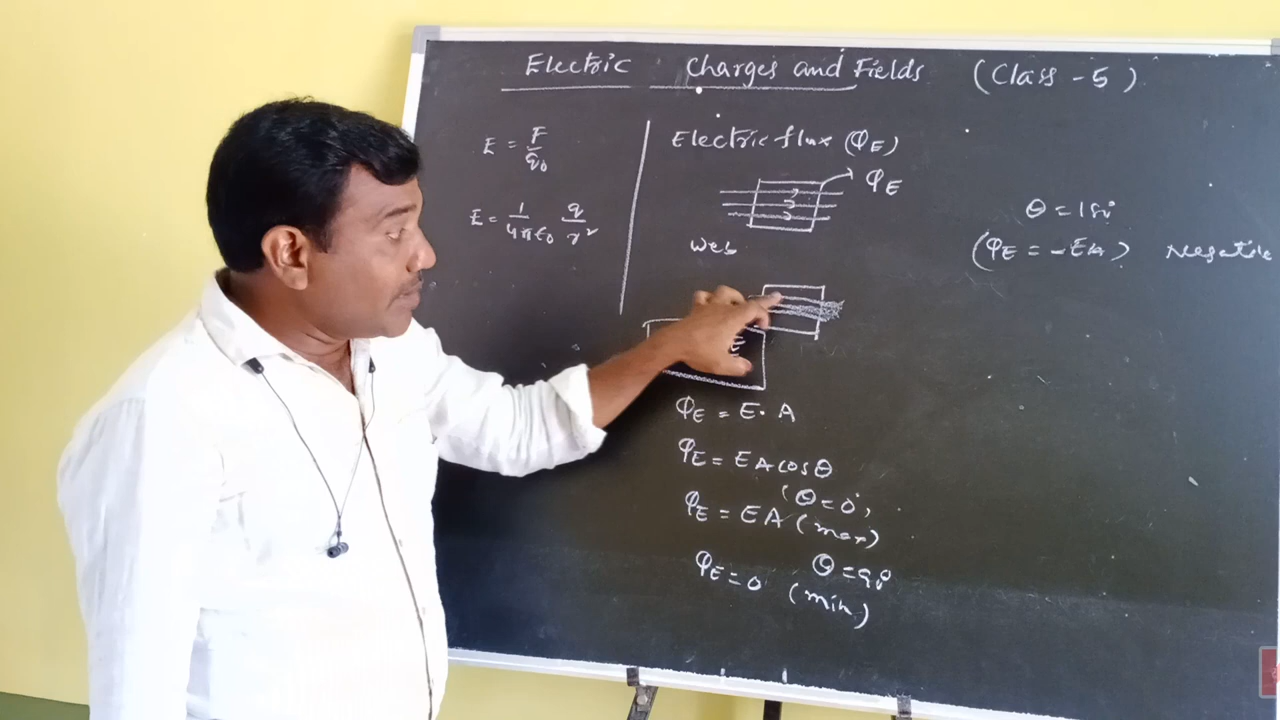 Electric Charges and Fields (Class-5)
E = F/q₀
E = 1/4πϵ₀ q/r²
Electric flux (φE)
φE
Web
E
φE = E. A
φE = EA cosθ
(θ = 0°,
φE = EA (max)
φE = 0 θ = 90°
(min)
θ = 180°
(φE = -EA) Negative